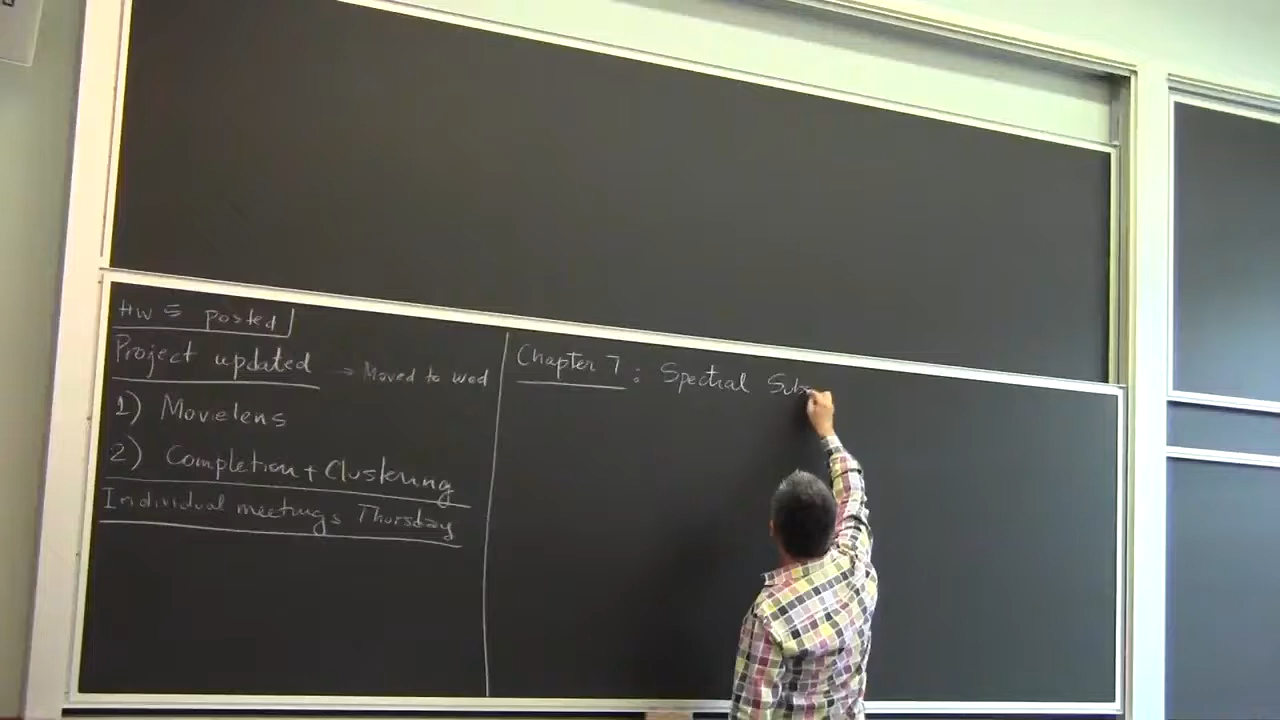 HW 5 posted
Project updated → Moved to wed
1) Movielens
2) Completion + Clustering
Individual meetings Thursday
Chapter 7 : Spectral Subs